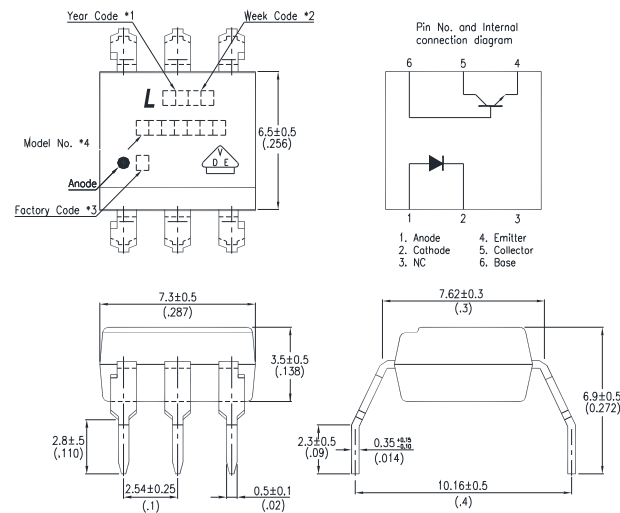 Year Code *1
Week Code *2
L
Model No. *4
V
D E
Anode
Factory Code *3
6.5±0.5
(.256)
Pin No. and Internal
connection diagram
6 5 4
1 2 3
1. Anode 4. Emitter
2. Cathode 5. Collector
3. NC 6. Base
7.3±0.5
(.287)
3.5±0.5
(.138)
2.8±.5
(.110)
2.54±0.25
(.1)
0.5±0.1
(.02)
7.62±0.3
(.3)
6.9±0.5
(0.272)
2.3±0.5
(.09)
0.35 +0.15 -0.10
(.014)
10.16±0.5
(.4)